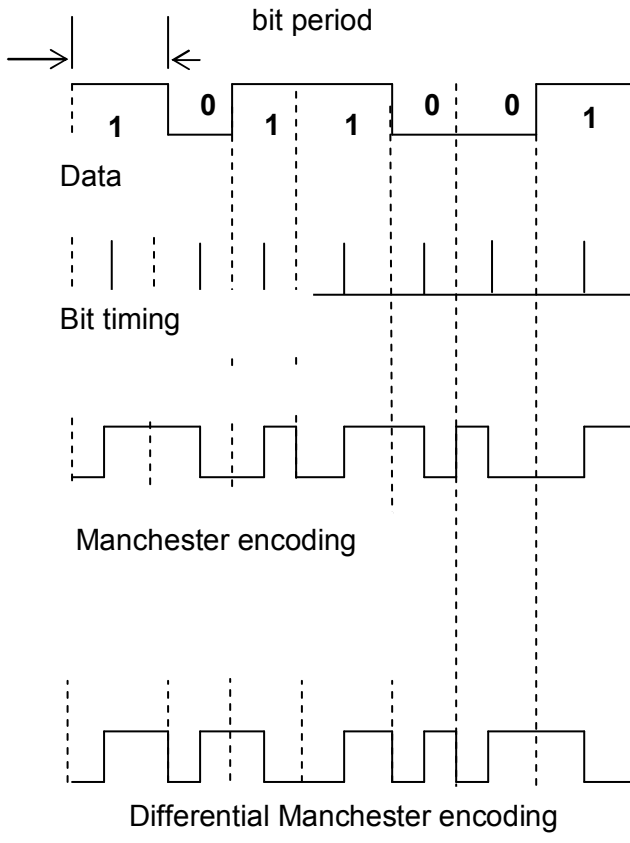 bit period
1 0 1 1 0 0 1
Data
Bit timing
Manchester encoding
Differential Manchester encoding